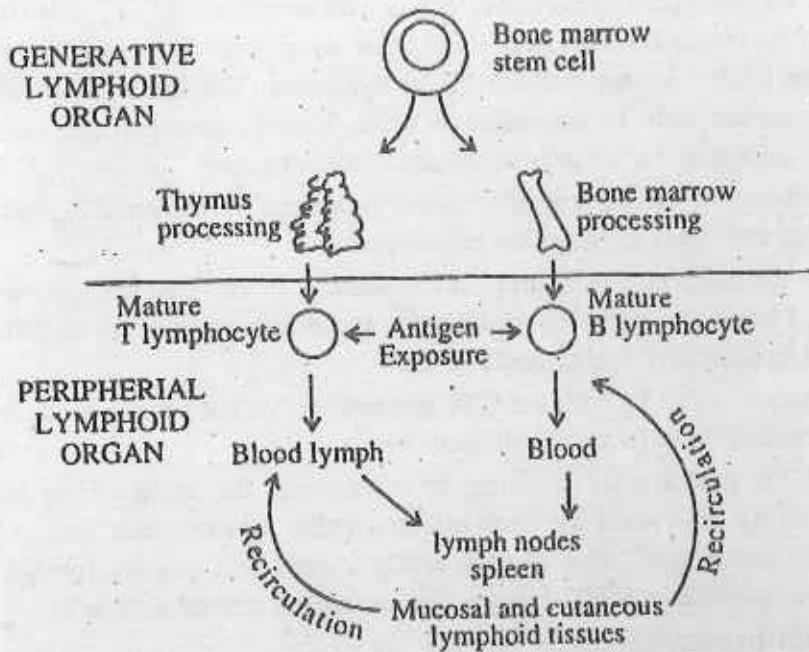 GENERATIVE
LYMPHOID
ORGAN
Bone marrow
stem cell
Thymus
processing
Bone marrow
processing
Mature
T lymphocyte
Antigen
Exposure
Mature
B lymphocyte
PERIPHERIAL
LYMPHOID
ORGAN
Blood lymph
Blood
Recirculation
Recirculation
lymph nodes
spleen
Mucosal and cutaneous
lymphoid tissues